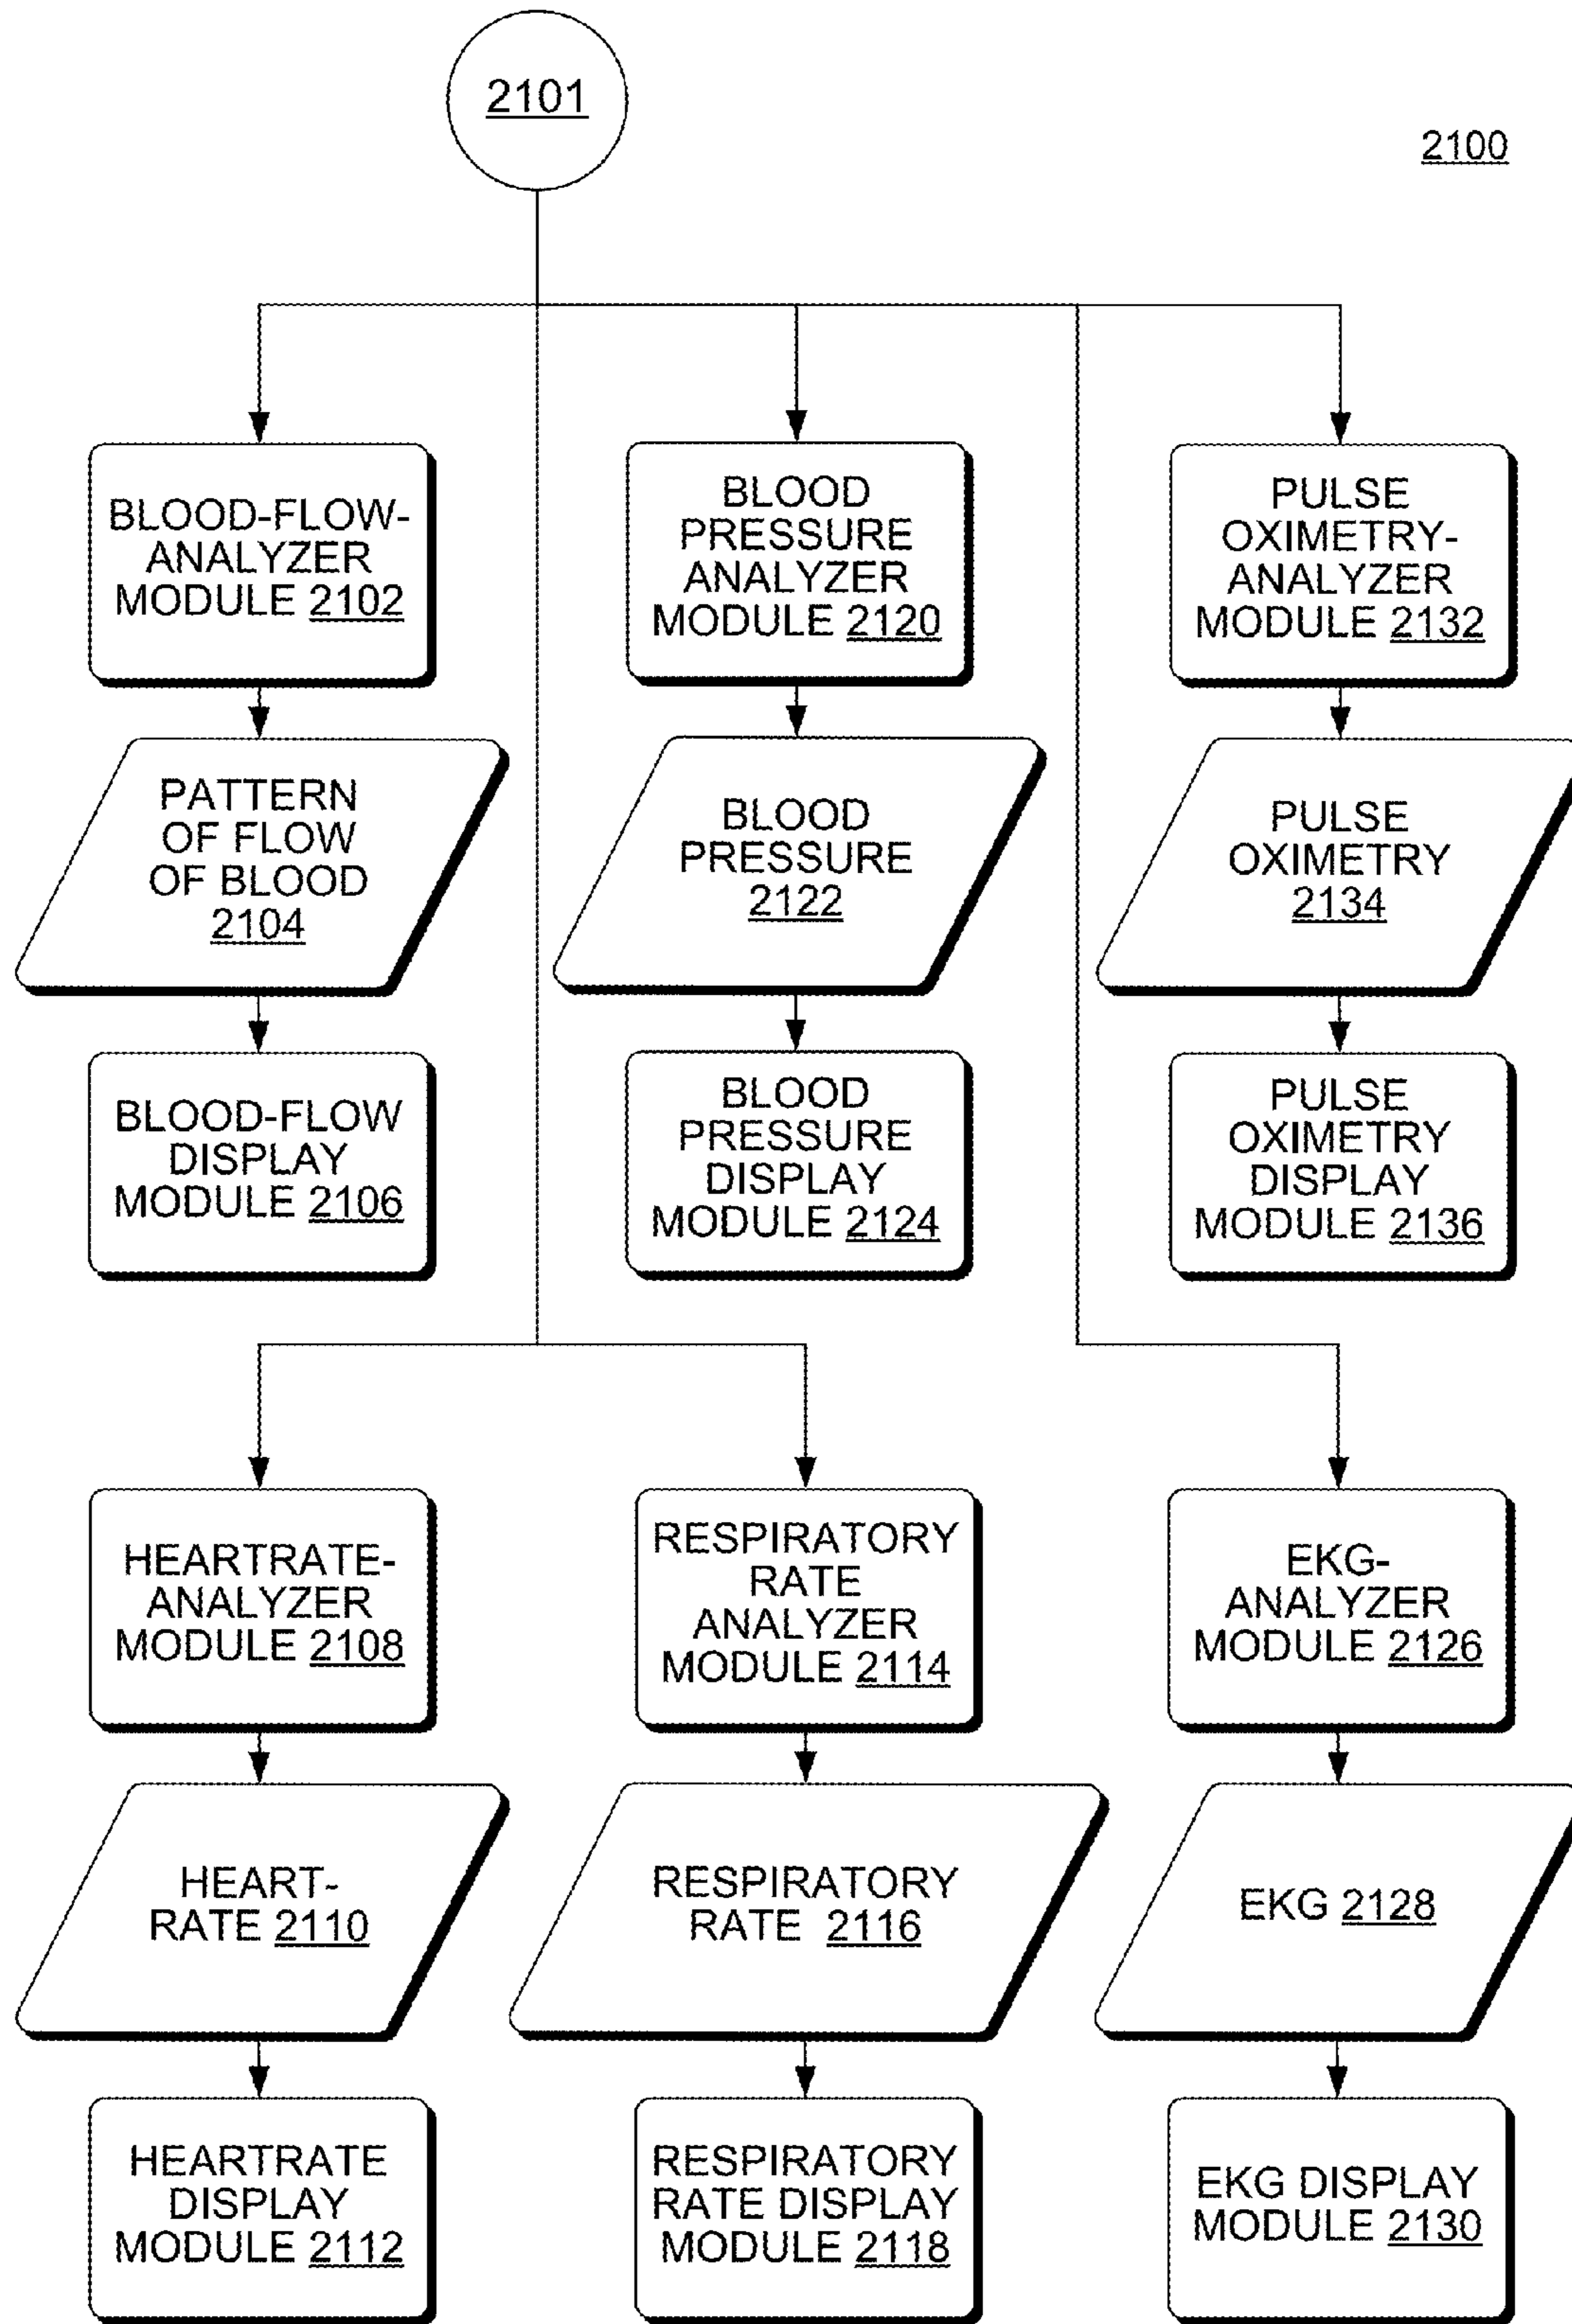 2101
2100
BLOOD-FLOW-
ANALYZER
MODULE 2102
BLOOD
PRESSURE
ANALYZER
MODULE 2120
PULSE
OXIMETRY-
ANALYZER
MODULE 2132
PATTERN
OF FLOW
OF BLOOD
2104
BLOOD
PRESSURE
2122
PULSE
OXIMETRY
2134
BLOOD-FLOW
DISPLAY
MODULE 2106
BLOOD
PRESSURE
DISPLAY
MODULE 2124
PULSE
OXIMETRY
DISPLAY
MODULE 2136
HEARTRATE-
ANALYZER
MODULE 2108
RESPIRATORY
RATE
ANALYZER
MODULE 2114
EKG-
ANALYZER
MODULE 2126
HEART-
RATE 2110
RESPIRATORY
RATE 2116
EKG 2128
HEARTRATE
DISPLAY
MODULE 2112
RESPIRATORY
RATE DISPLAY
MODULE 2118
EKG DISPLAY
MODULE 2130